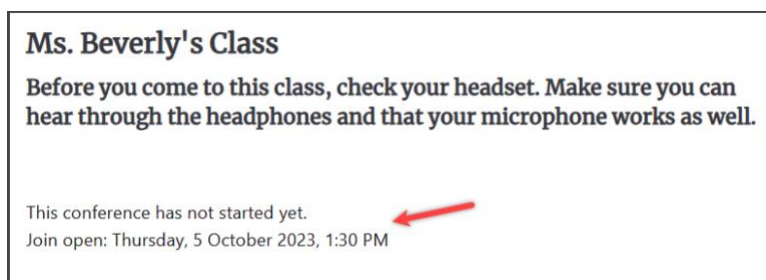 Ms. Beverly's Class
Before you come to this class, check your headset. Make sure you can
hear through the headphones and that your microphone works as well.
This conference has not started yet.
Join open: Thursday, 5 October 2023, 1:30 PM